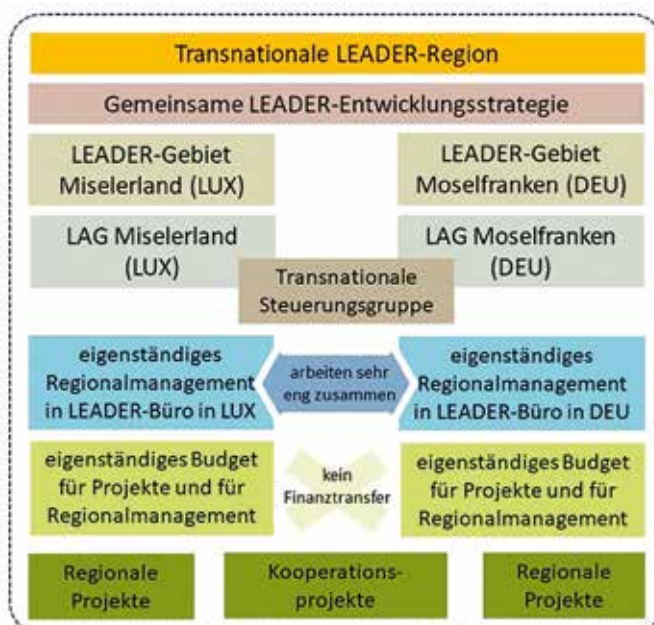 Transnationale LEADER-Region
Gemeinsame LEADER-Entwicklungsstrategie
LEADER-Gebiet
Miselerland (LUX)
LEADER-Gebiet
Moselfranken (DEU)
LAG Miselerland
(LUX)
LAG Moselfranken
(DEU)
Transnationale
Steuerungsgruppe
eigenständiges
Regionalmanagement
in LEADER-Büro in LUX
arbeiten sehr
eng zusammen
eigenständiges
Regionalmanagement
in LEADER-Büro in DEU
eigenständiges Budget
für Projekte und für
Regionalmanagement
kein
Finanztransfer
eigenständiges Budget
für Projekte und für
Regionalmanagement
Regionale
Projekte
Kooperations-
projekte
Regionale
Projekte